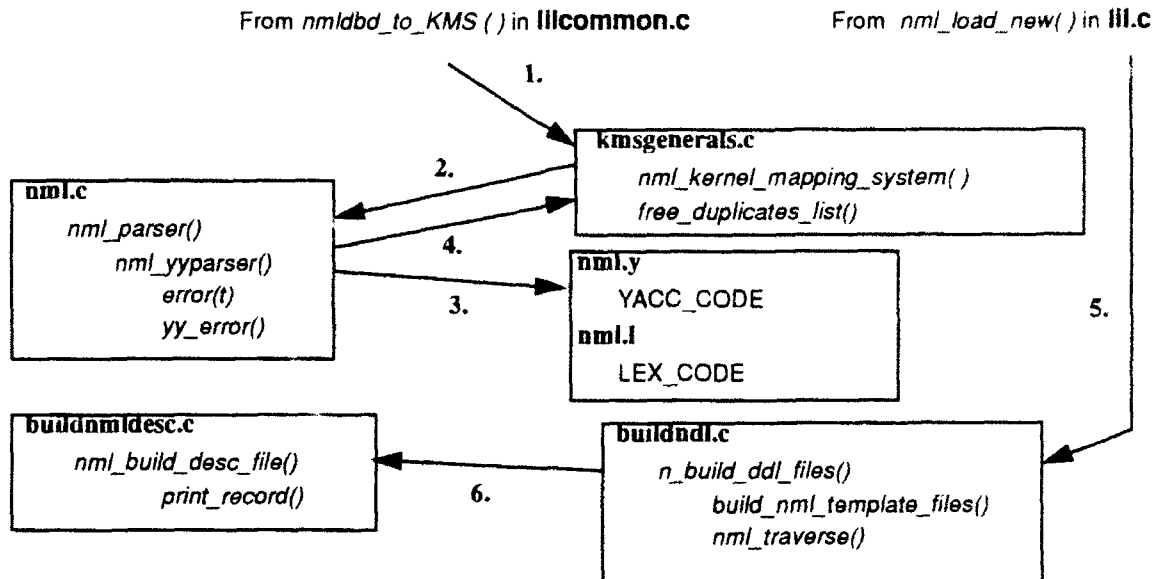 From nmldbd_to_KMS ( ) in lilcommon.c
From nml_load_new( ) in lil.c
1.
kmsgenerals.c
nml_kernel_mapping_system( )
free_duplicates_list()
2.
nml.c
nml_parser()
nml_yyparser()
error(t)
yy_error()
4.
3.
nml.y
YACC_CODE
nml.l
LEX_CODE
5.
buildnmldesc.c
nml_build_desc_file()
print_record()
6.
buildndl.c
n_build_ddl_files()
build_nml_template_files()
nml_traverse()